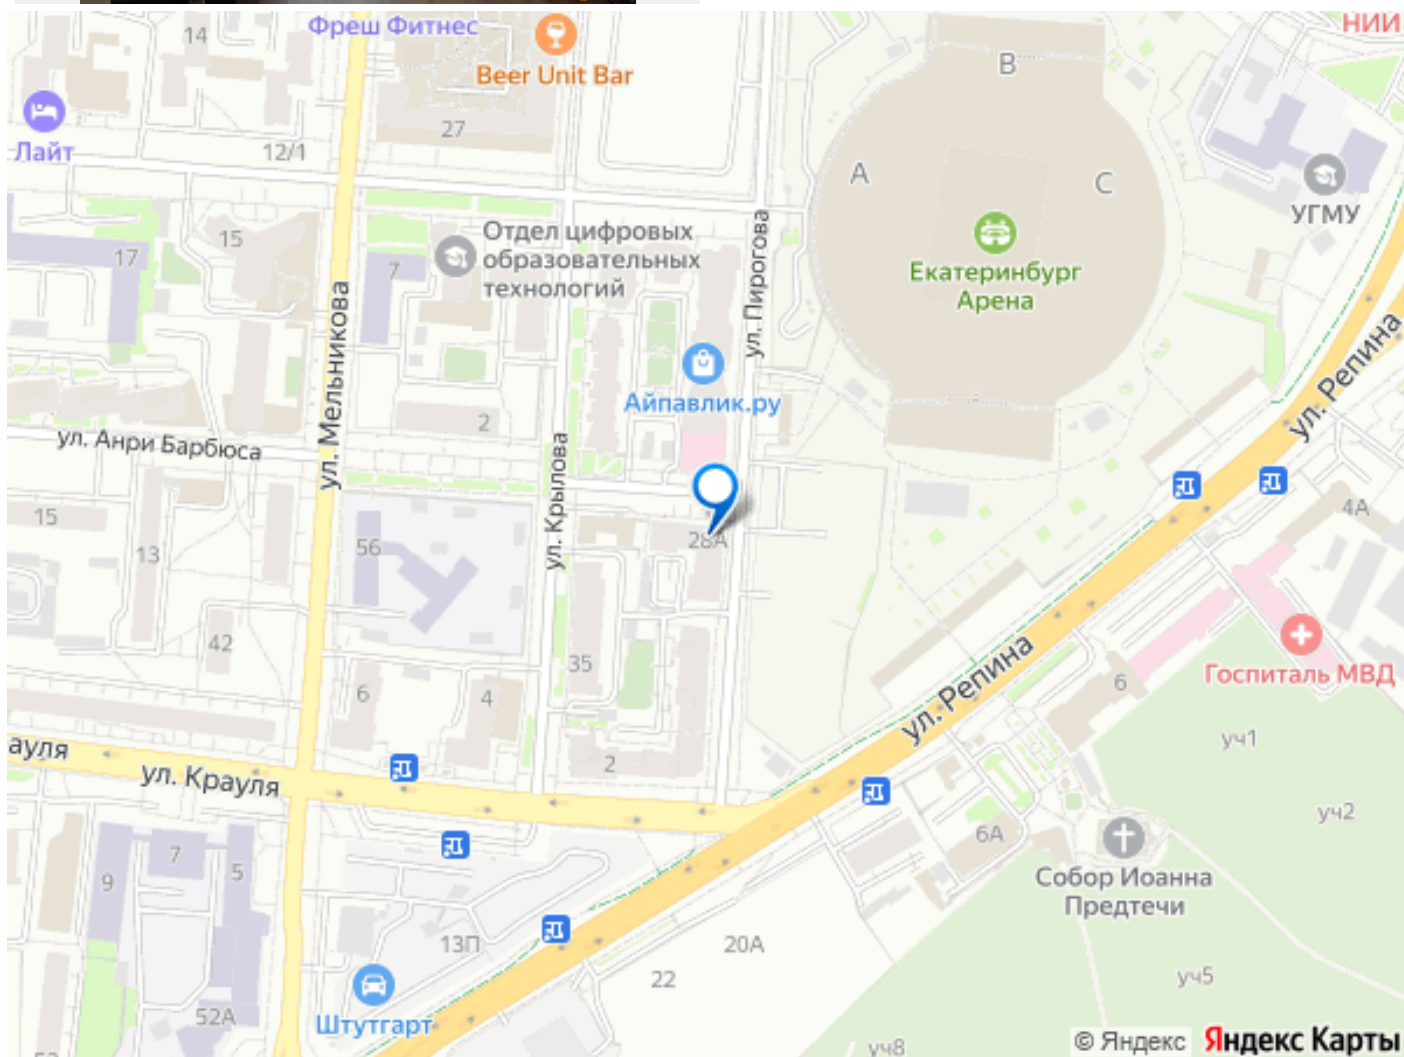 Фреш Фитнес
14
Beer Unit Bar
27
В
НИИ
Лайт
12/1
А
С
УГМУ
15
17
7
Отдел цифровых
образовательных
технологий
ул. Пирогова
Екатеринбург
Арена
ул. Мельникова
ул. Репина
Айпавлик.ру
2
ул. Анри Барбюса
ул. Крылова
15
13
56
28А
4А
42
35
6
4
ул. Репина
6
Госпиталь МВД
уч1
ауля
ул. Крауля
2
уч2
7
5
9
6А
Собор Иоанна
Предтечи
13П
20А
22
уч5
52А
Штутгарт
уч8
© Яндекс
Яндекс Карты